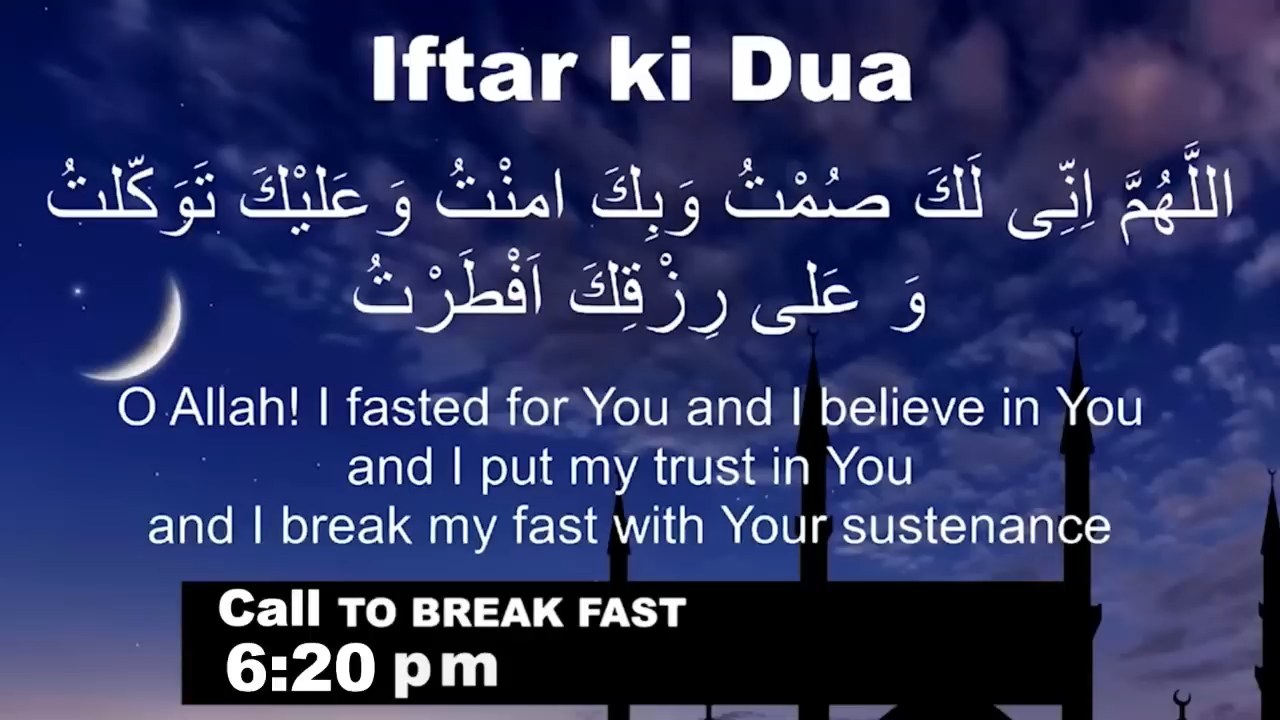 Iftar ki Dua
اللَّهُمَّ اِنِّى لَكَ صُمْتُ وَبِكَ امنْتُ وَعَليْكَ تَوَكّلتُ
وَ عَلى رِزْقِكَ اَفْطَرْتُ
O Allah! I fasted for You and I believe in You
and I put my trust in You
and I break my fast with Your sustenance
Call TO BREAK FAST
6:20 pm